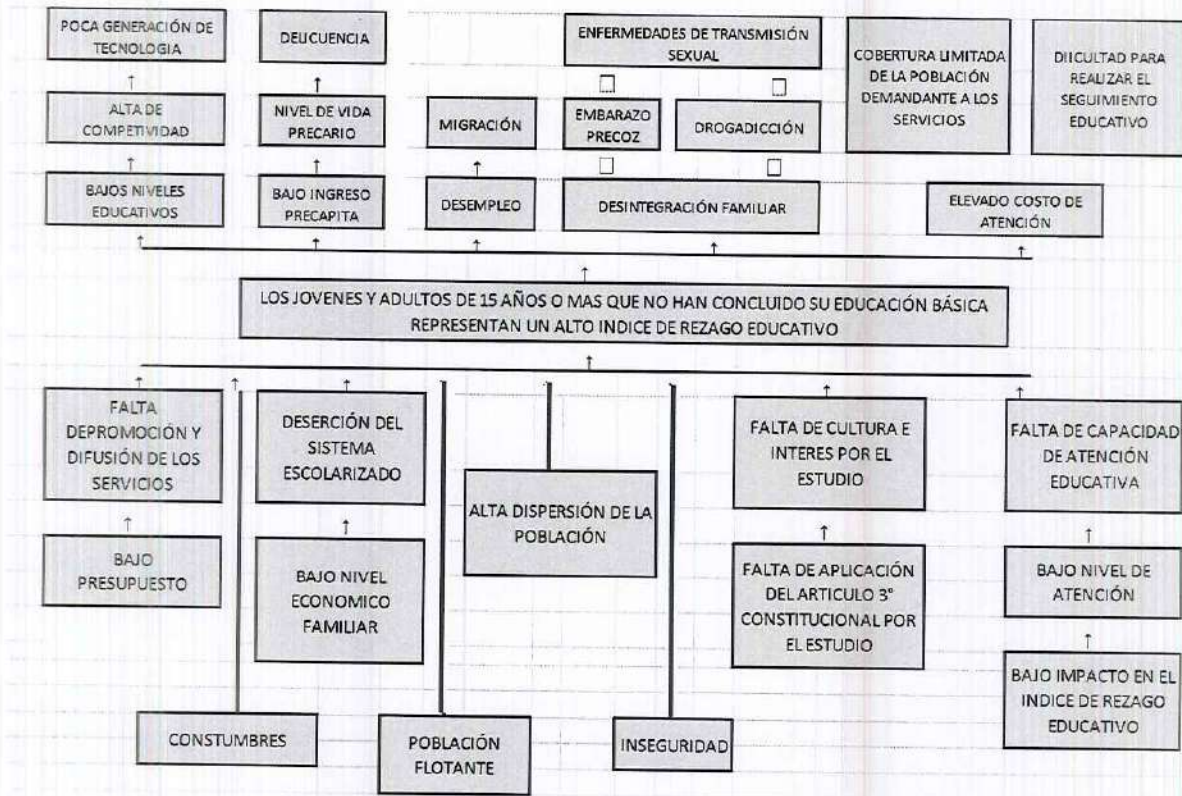 POCA GENERACIÓN DE
TECNOLOGIA
DELICUENCIA
ENFERMEDADES DE TRANSMISIÓN
SEXUAL
COBERTURA LIMITADA
DE LA POBLACIÓN
DEMANDANTE A LOS
SERVICIOS
DIICULTAD PARA
REALIZAR EL
SEGUIMIENTO
EDUCATIVO
ALTA DE
COMPETIVIDAD
NIVEL DE VIDA
PRECARIO
MIGRACIÓN
EMBARAZO
PRECOZ
DROGADICCIÓN
BAJOS NIVELES
EDUCATIVOS
BAJO INGRESO
PRECAPITA
DESEMPLEO
DESINTEGRACIÓN FAMILIAR
ELEVADO COSTO DE
ATENCIÓN
LOS JOVENES Y ADULTOS DE 15 AÑOS O MAS QUE NO HAN CONCLUIDO SU EDUCACIÓN BÁSICA
REPRESENTAN UN ALTO INDICE DE REZAGO EDUCATIVO
FALTA
DEPROMOCIÓN Y
DIFUSIÓN DE LOS
SERVICIOS
DESERCIÓN DEL
SISTEMA
ESCOLARIZADO
ALTA DISPERSIÓN DE LA
POBLACIÓN
FALTA DE CULTURA E
INTERES POR EL
ESTUDIO
FALTA DE CAPACIDAD
DE ATENCIÓN
EDUCATIVA
BAJO
PRESUPUESTO
BAJO NIVEL
ECONOMICO
FAMILIAR
FALTA DE APLICACIÓN
DEL ARTICULO 3°
CONSTITUCIONAL POR
EL ESTUDIO
BAJO NIVEL DE
ATENCIÓN
BAJO IMPACTO EN EL
INDICE DE REZAGO
EDUCATIVO
CONSTUMBRES
POBLACIÓN
FLOTANTE
INSEGURIDAD